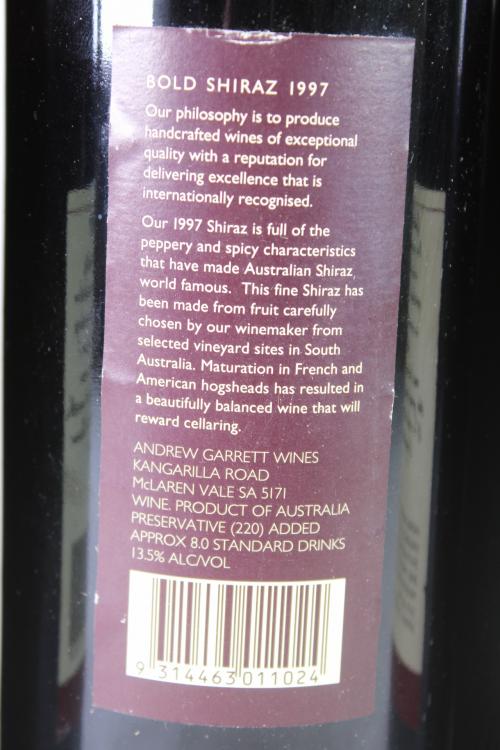 BOLD SHIRAZ 1997
Our philosophy is to produce
handcrafted wines of exceptional
quality with a reputation for
delivering excellence that is
internationally recognised.
Our 1997 Shiraz is full of the
peppery and spicy characteristics
that have made Australian Shiraz,
world famous. This fine Shiraz has
been made from fruit carefully
chosen by our winemaker from
selected vineyard sites in South
Australia. Maturation in French and
American hogsheads has resulted in
a beautifully balanced wine that will
reward cellaring.
ANDREW GARRETT WINES
KANGARILLA ROAD
McLAREN VALE SA 5171
WINE. PRODUCT OF AUSTRALIA
PRESERVATIVE (220) ADDED
APPROX 8.0 STANDARD DRINKS
13.5% ALC/VOL
9 314463 011024